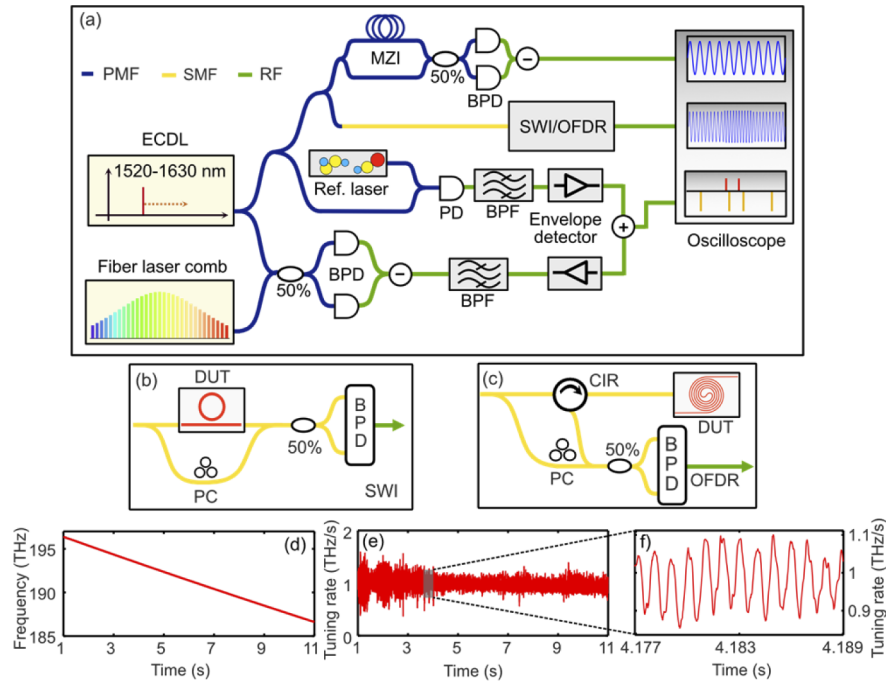 (a)
MZI
50%
BPD
PMF
SMF
RF
SWI/OFDR
ECDL
1520-1630 nm
Ref. laser
PD
BPF
Envelope
detector
+
Oscilloscope
Fiber laser comb
50%
BPD
BPF
(b)
DUT
50%
BPD
PC
SWI
(c)
CIR
DUT
50%
BPD
PC
OFDR
(d)
Frequency (THz)
195
190
185
1 3 5 7 9 11
Time (s)
(e)
Tuning rate (THz/s)
2
1
0
1 3 5 7 9 11
Time (s)
f)
1.1
1
0.9
Tuning rate (THz/s)
4.177 4.183 4.189
Time (s)